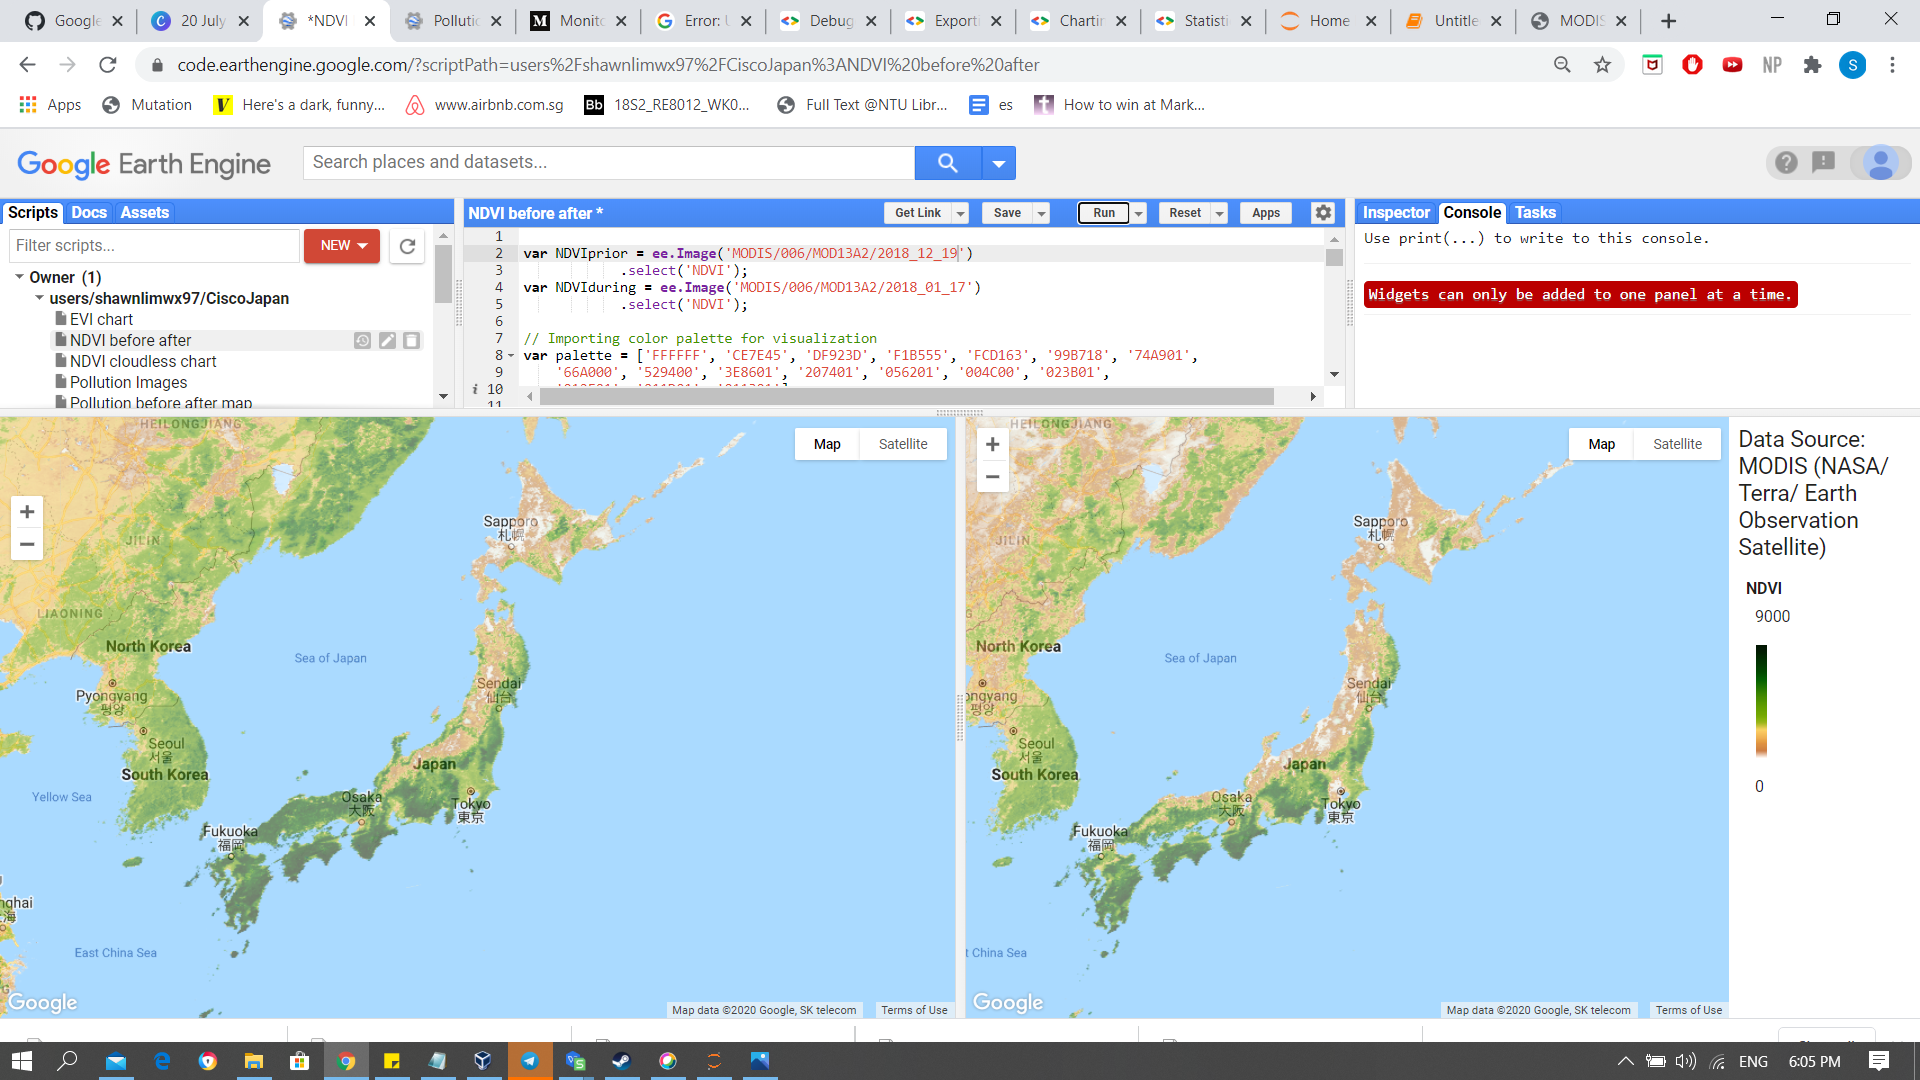 Google
20 July
*NDVI
Pollutic
Monito
Error: U
Debug
Exporti
Chartin
Statisti
Home
Untitle
MODIS
code.earthengine.google.com/?scriptPath=users%2Fshawnlimwx97%2FCiscoJapan%3ANDVI%20before%20after
NP
S
Apps
Mutation
Here's a dark, funny...
www.airbnb.com.sg
Bb 18S2_RE8012_WK0...
Full Text @NTU Libr...
es
How to win at Mark...
Google Earth Engine
Search places and datasets...
Scripts Docs Assets
NDVI before after *
Get Link
Save
Run
Reset
Apps
Inspector Console Tasks
Filter scripts...
NEW
Owner (1)
users/shawnlimwx97/CiscoJapan
EVI chart
NDVI before after
NDVI cloudless chart
Pollution Images
Pollution before after map
1
2 var NDVIprior = ee.Image('MODIS/006/MOD13A2/2018_12_19')
3 .select('NDVI');
4 var NDVIduring = ee.Image('MODIS/006/MOD13A2/2018_01_17')
5 .select('NDVI');
6
7 // Importing color palette for visualization
8 var palette = ['FFFFFF', 'CE7E45', 'DF923D', 'F1B555', 'FCD163', '99B718', '74A901',
9 '66A000', '529400', '3E8601', '207401', '056201', '004C00', '023B01',
i 10
11
Use print(...) to write to this console.
Widgets can only be added to one panel at a time.
HEILONGJIANG
Map Satellite
Sapporo
札幌
JILIN
LIAONING
North Korea
Sea of Japan
Pyongyang
평양
Sendai
仙台
Seoul
서울
South Korea
Japan
Yellow Sea
Osaka
大阪
Tokyo
東京
Fukuoka
福岡
nghai
海
East China Sea
Google
Map data ©2020 Google, SK telecom
Terms of Use
HEILONGJIANG
Map Satellite
Sapporo
札幌
JILIN
North Korea
Sea of Japan
ongyang
평양
Sendai
仙台
Seoul
서울
South Korea
Japan
Osaka
大阪
Tokyo
東京
Fukuoka
福岡
t China Sea
Google
Map data ©2020 Google, SK telecom
Terms of Use
Data Source:
MODIS (NASA/
Terra/ Earth
Observation
Satellite)
NDVI
9000
0
ENG
6:05 PM